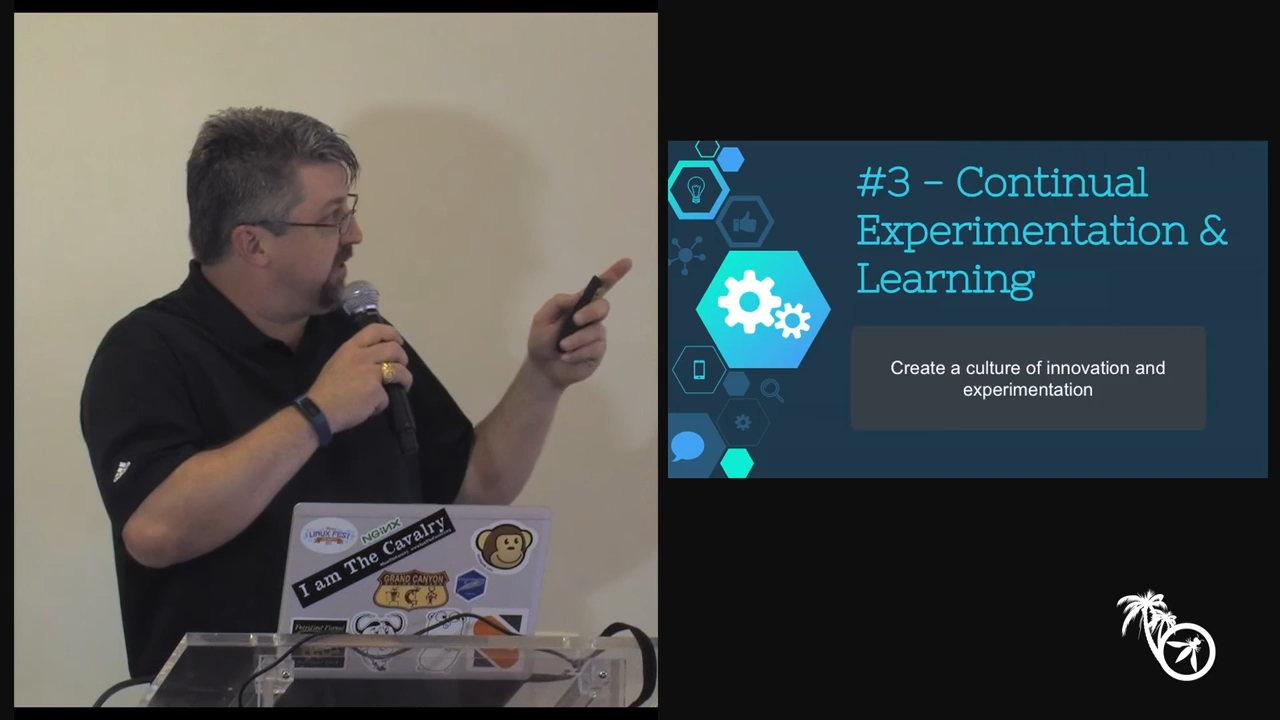 LINUX FEST
NGINX
I am The Cavalry
GRAND CANYON
#3 – Continual
Experimentation &
Learning
Create a culture of innovation and
experimentation